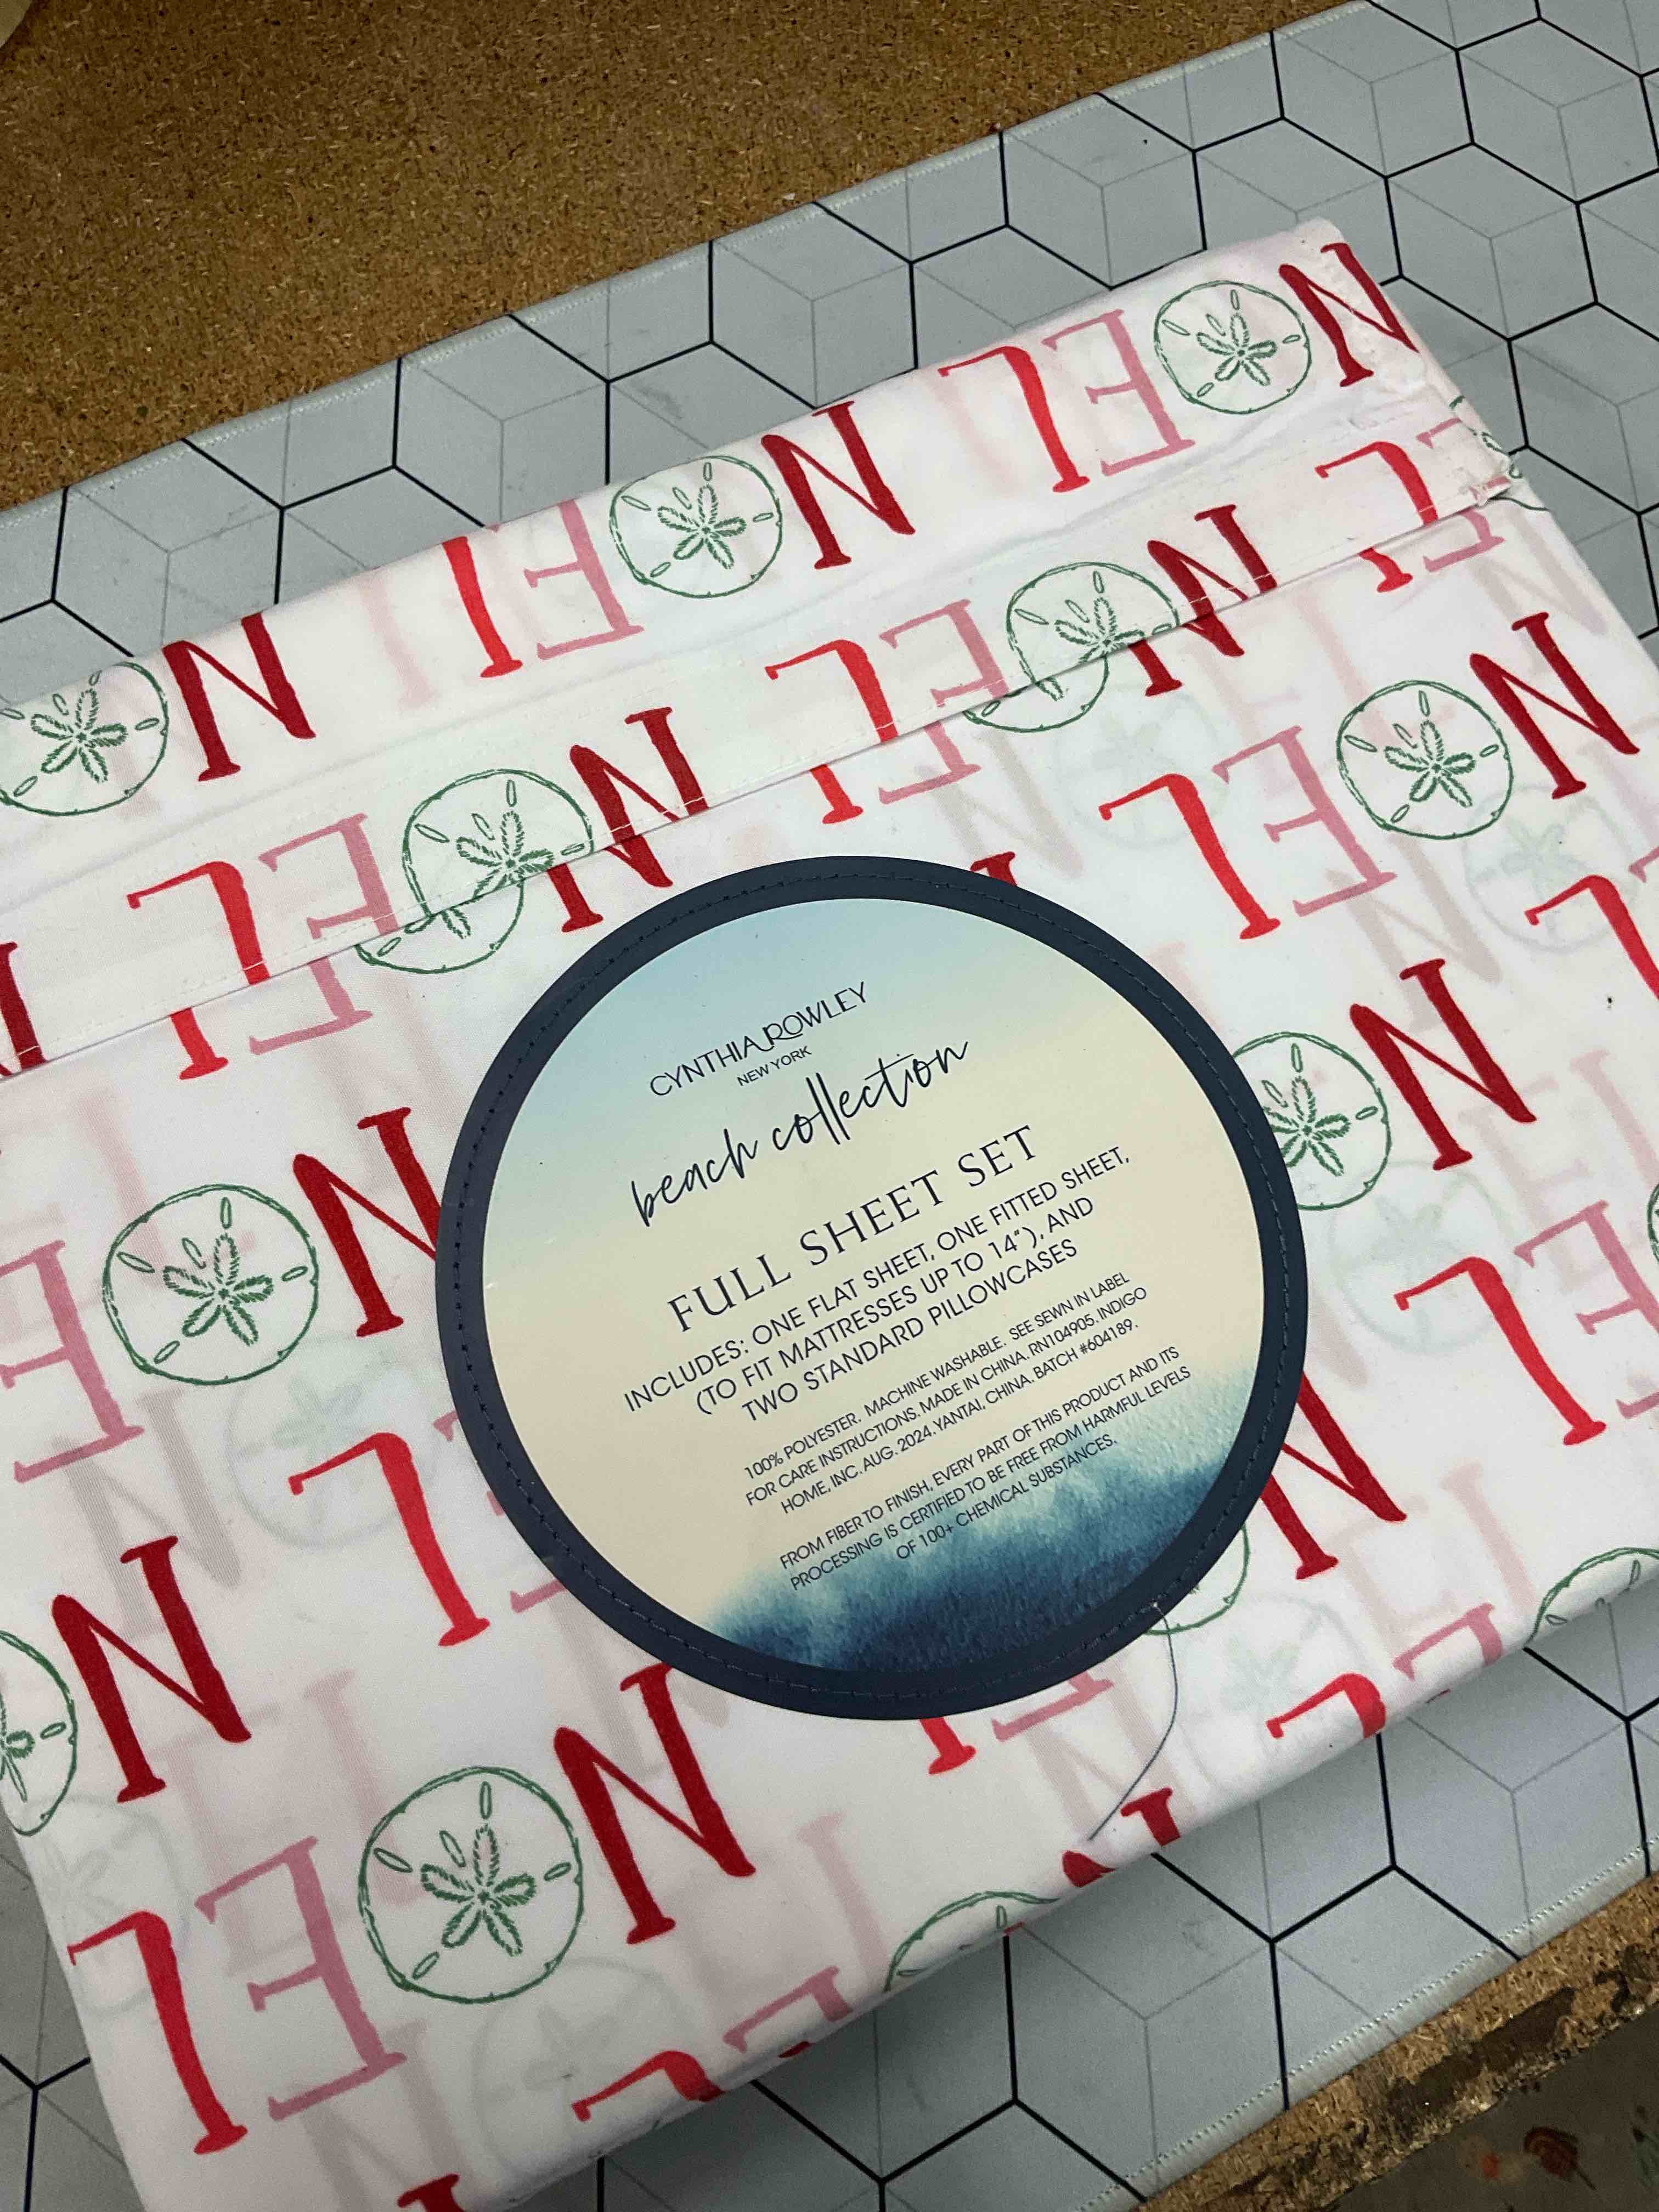 NOEL
CYNTHIA ROWLEY
NEW YORK
beach collection
FULL SHEET SET
INCLUDES: ONE FLAT SHEET, ONE FITTED SHEET,
(TO FIT MATTRESSES UP TO 14"), AND
TWO STANDARD PILLOWCASES
100% POLYESTER. MACHINE WASHABLE. SEE SEWN IN LABEL
FOR CARE INSTRUCTIONS. MADE IN CHINA. RN104905. INDIGO
HOME, INC. AUG. 2024. YANTAI, CHINA. BATCH #604189.
FROM FIBER TO FINISH, EVERY PART OF THIS PRODUCT AND ITS
PROCESSING IS CERTIFIED TO BE FREE FROM HARMFUL LEVELS
OF 100+ CHEMICAL SUBSTANCES.